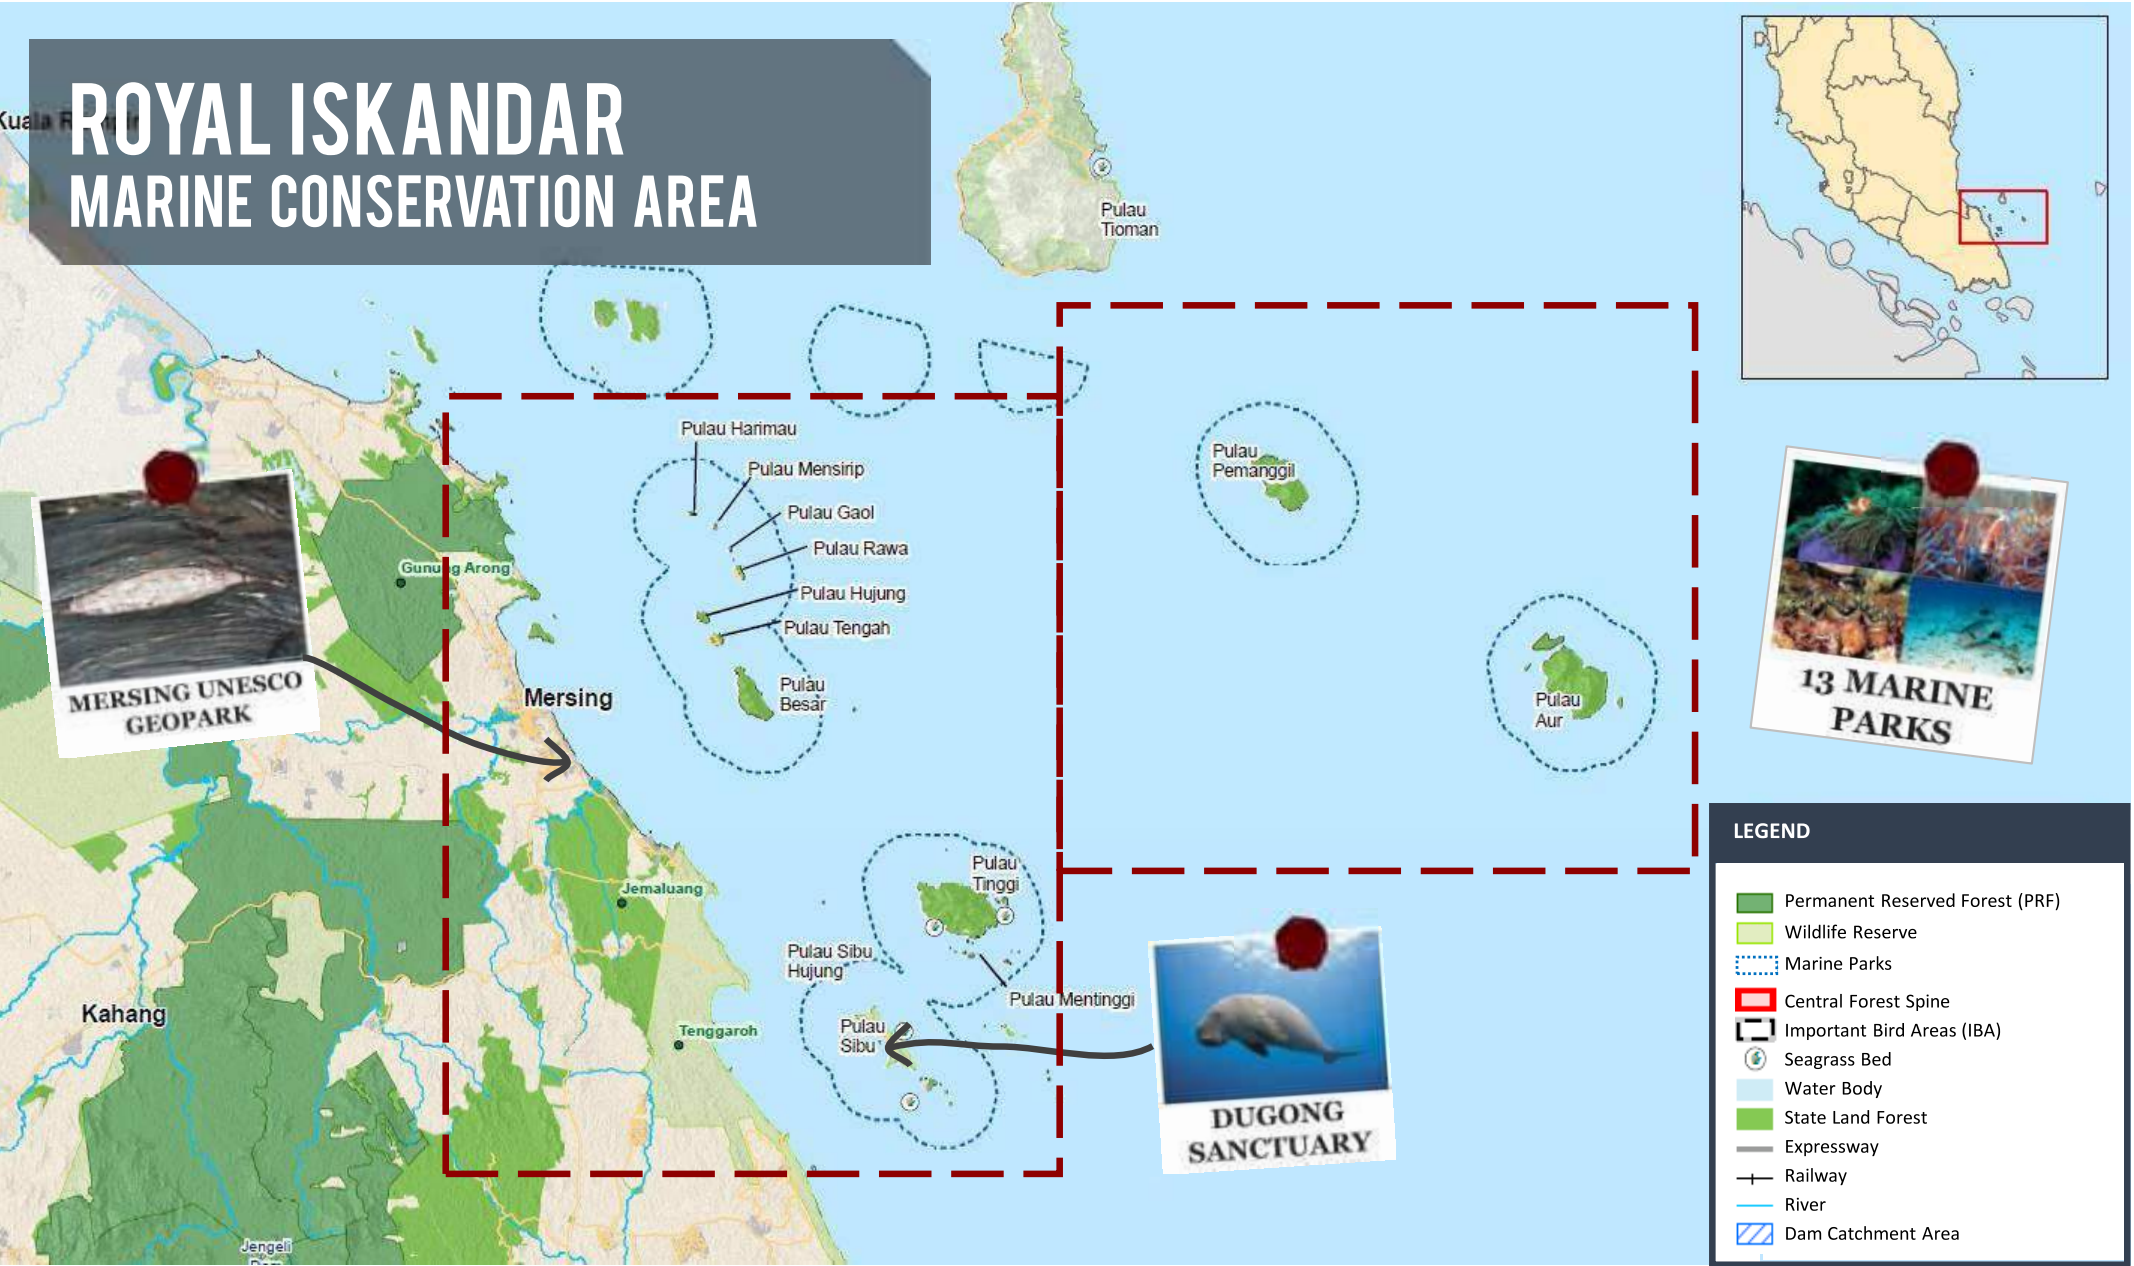 ROYAL ISKANDAR
MARINE CONSERVATION AREA
Pulau
Tioman
Pulau Harimau
Pulau Mensirip
Pulau Gaol
Pulau Rawa
Pulau Hujung
Pulau Tengah
Pulau
Besar
Pulau
Pemanggil
Pulau
Aur
Gunung Arong
Mersing
MERSING UNESCO
GEOPARK
13 MARINE
PARKS
Pulau
Tinggi
Jemaluang
Pulau Sibu
Hujung
Pulau Mentinggi
Pulau
Sibu
Kahang
Tenggaroh
DUGONG
SANCTUARY
Jengeli
LEGEND
Permanent Reserved Forest (PRF)
Wildlife Reserve
Marine Parks
Central Forest Spine
Important Bird Areas (IBA)
Seagrass Bed
Water Body
State Land Forest
Expressway
Railway
River
Dam Catchment Area